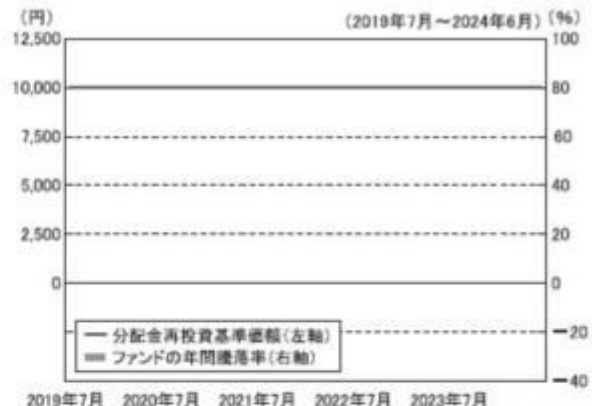 (円) (2019年7月～2024年6月) (%)
12,500 100
10,000 80
7,500 60
5,000 40
2,500 20
0 0
分配金再投資基準価額(左軸) −20
ファンドの年間騰落率(右軸)
−40
2019年7月 2020年7月 2021年7月 2022年7月 2023年7月